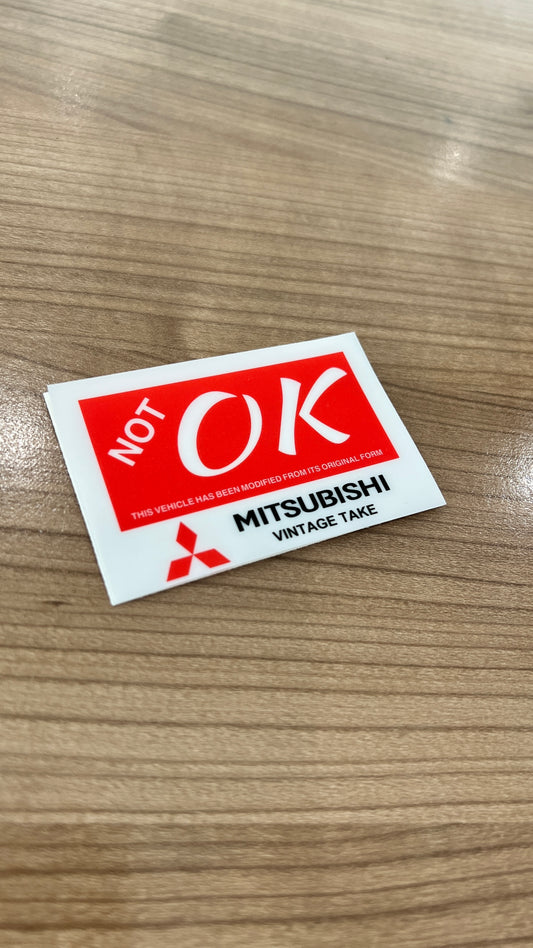 NOT OK
THIS VEHICLE HAS BEEN MODIFIED FROM ITS ORIGINAL FORM
MITSUBISHI
VINTAGE TAKE